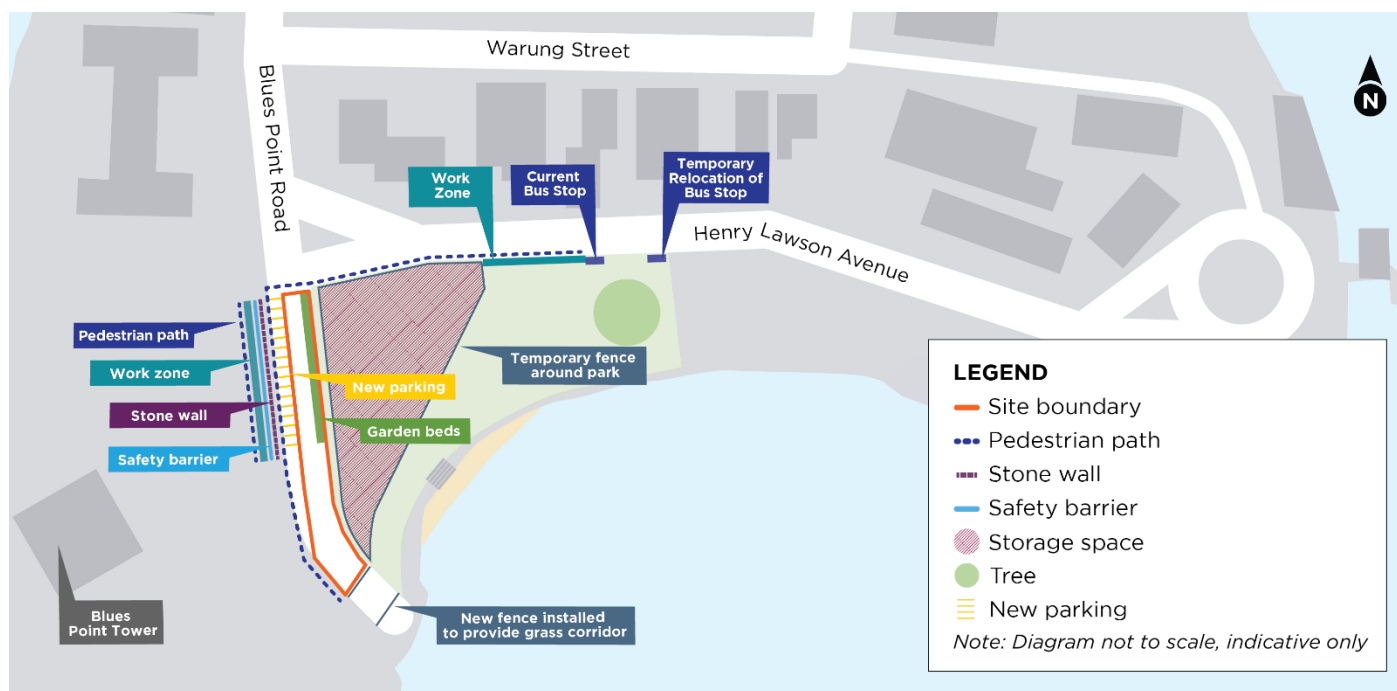 Warung Street
Blues Point Road
N
Work
Zone
Current
Bus Stop
Temporary
Relocation of
Bus Stop
Henry Lawson Avenue
Pedestrian path
Work zone
Stone wall
Safety barrier
New parking
Garden beds
Temporary fence
around park
Blues
Point Tower
New fence installed
to provide grass corridor
LEGEND
Site boundary
Pedestrian path
Stone wall
Safety barrier
Storage space
Tree
New parking
Note: Diagram not to scale, indicative only